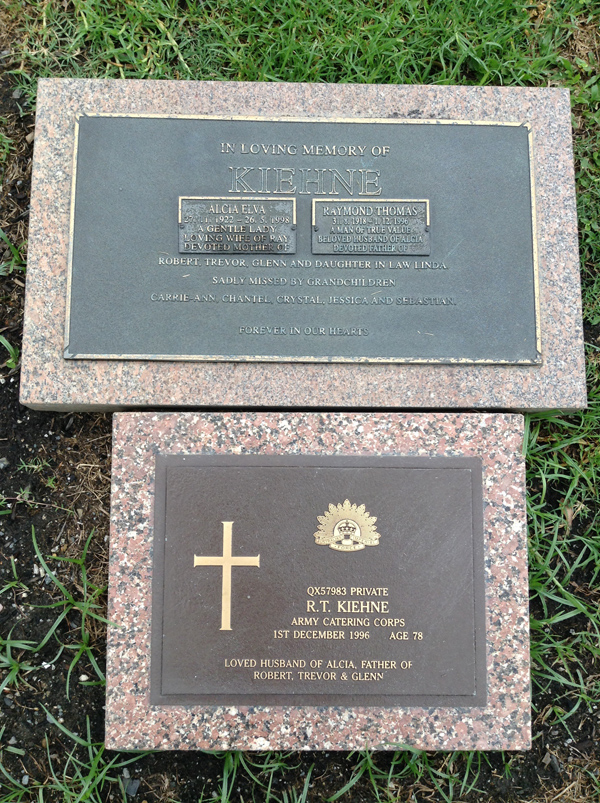 IN LOVING MEMORY OF
KIEHNE
ALCIA ELVA
1922 – 26. 5. 1998
A GENTLE LADY
LOVING WIFE OF RAY
DEVOTED MOTHER OF
RAYMOND THOMAS
1918 – 1. 12. 1996
A MAN OF TRUE VALUE
BELOVED HUSBAND OF ALCIA
DEVOTED FATHER OF
ROBERT, TREVOR, GLENN AND DAUGHTER IN LAW LINDA.
SADLY MISSED BY GRANDCHILDREN
CARRIE-ANN, CHANTEL, CRYSTAL, JESSICA AND SEBASTIAN.
FOREVER IN OUR HEARTS
QX57983 PRIVATE
R.T. KIEHNE
ARMY CATERING CORPS
1ST DECEMBER 1996 AGE 78
LOVED HUSBAND OF ALCIA, FATHER OF
ROBERT, TREVOR & GLENN